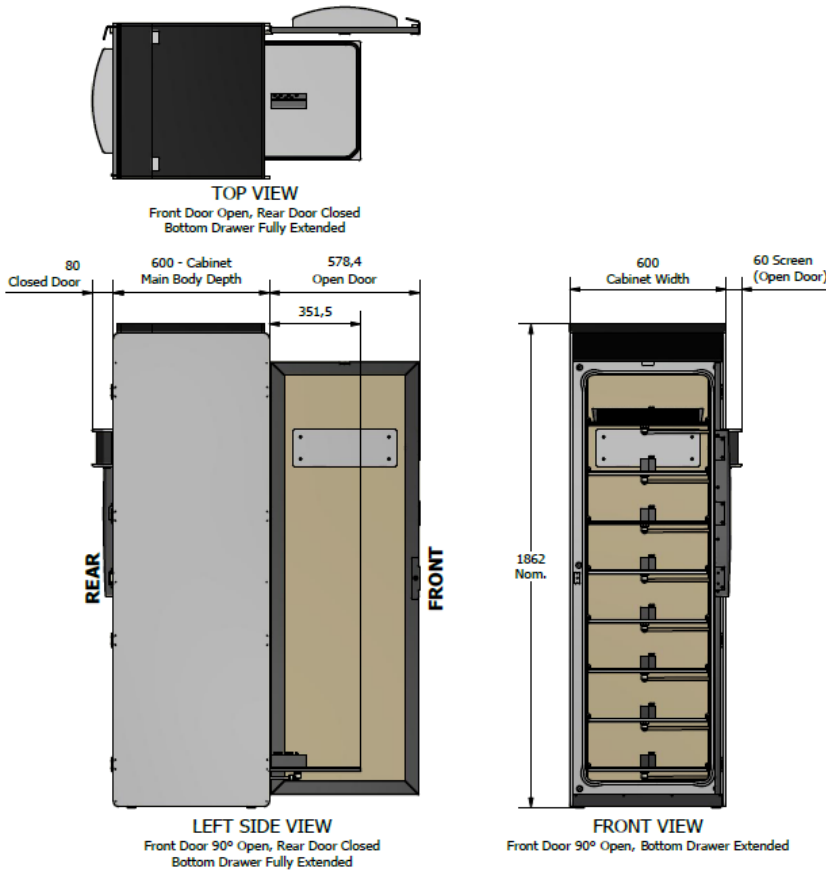 TOP VIEW
Front Door Open, Rear Door Closed
Bottom Drawer Fully Extended
80
Closed Door
600 - Cabinet
Main Body Depth
578,4
Open Door
351,5
REAR
FRONT
LEFT SIDE VIEW
Front Door 90° Open, Rear Door Closed
Bottom Drawer Fully Extended
600
Cabinet Width
60 Screen
(Open Door)
1862
Nom.
FRONT VIEW
Front Door 90° Open, Bottom Drawer Extended